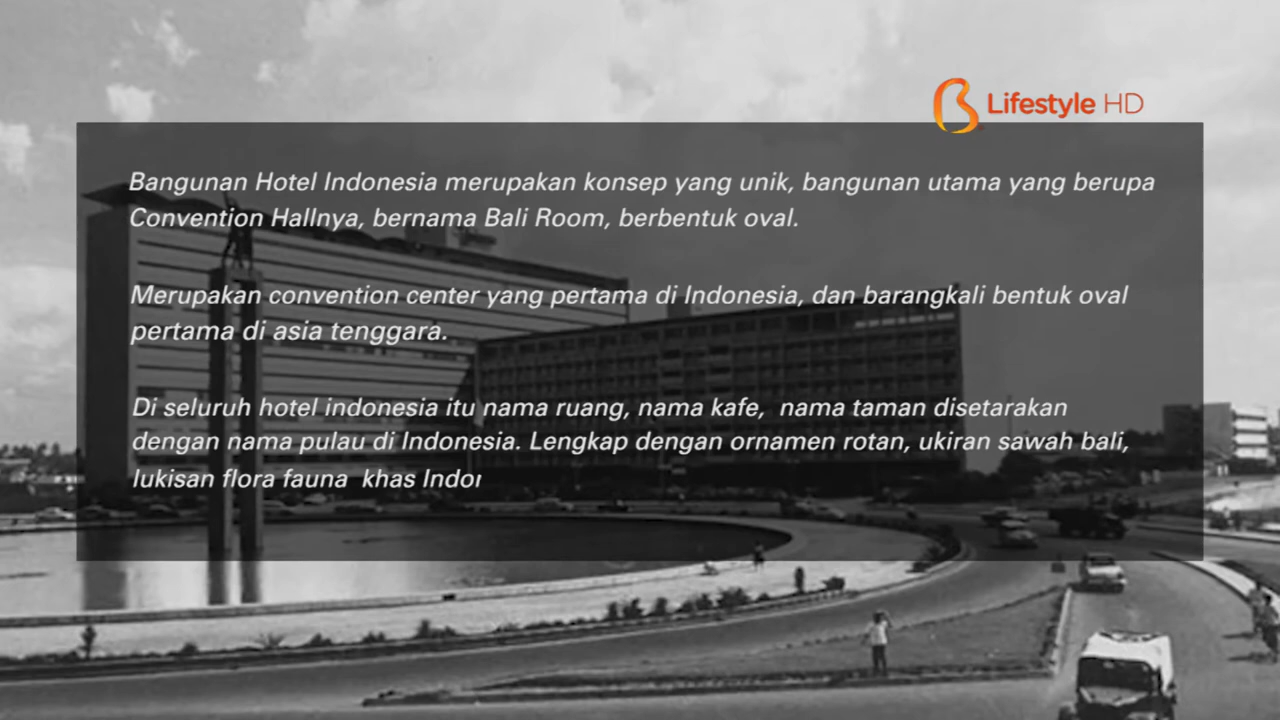 Lifestyle HD
Bangunan Hotel Indonesia merupakan konsep yang unik, bangunan utama yang berupa
Convention Hallnya, bernama Bali Room, berbentuk oval.
Merupakan convention center yang pertama di Indonesia, dan barangkali bentuk oval
pertama di asia tenggara.
Di seluruh hotel indonesia itu nama ruang, nama kafe, nama taman disetarakan
dengan nama pulau di Indonesia. Lengkap dengan ornamen rotan, ukiran sawah bali,
lukisan flora fauna khas